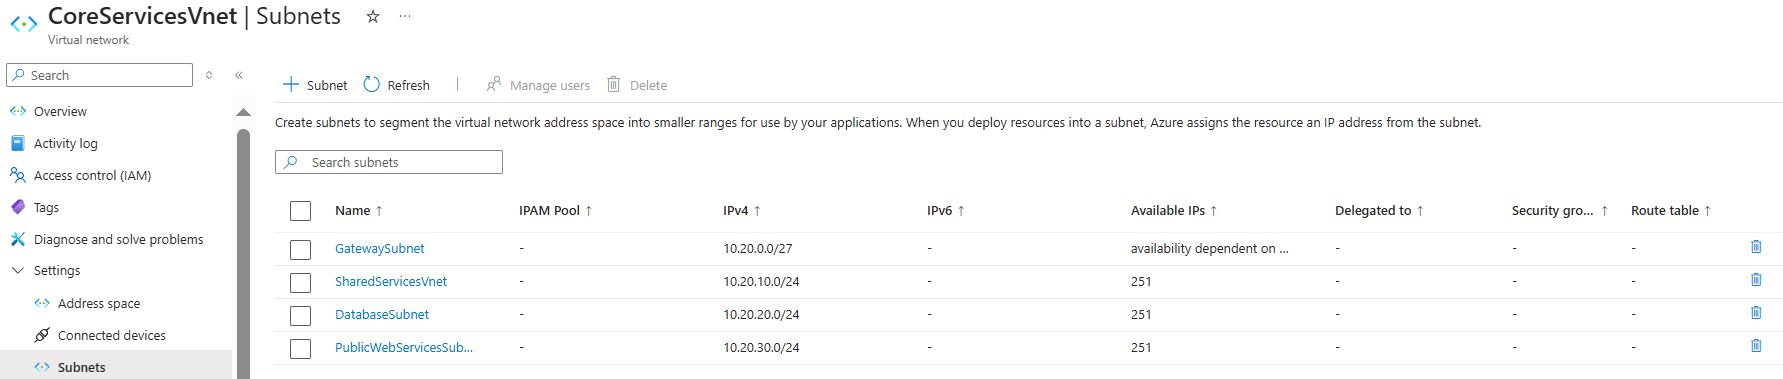 CoreServicesVnet | Subnets
Virtual network
Search
Subnet Refresh Manage users Delete
Overview
Activity log
Access control (IAM)
Tags
Diagnose and solve problems
Settings
Address space
Connected devices
Subnets
Create subnets to segment the virtual network address space into smaller ranges for use by your applications. When you deploy resources into a subnet, Azure assigns the resource an IP address from the subnet.
Search subnets
Name ↑ IPAM Pool ↑ IPv4 ↑ IPv6 ↑ Available IPs ↑ Delegated to ↑ Security gro... ↑ Route table ↑
GatewaySubnet - 10.20.0.0/27 - availability dependent on ... - - -
SharedServicesVnet - 10.20.10.0/24 - 251 - - -
DatabaseSubnet - 10.20.20.0/24 - 251 - - -
PublicWebServicesSub... - 10.20.30.0/24 - 251 - - -